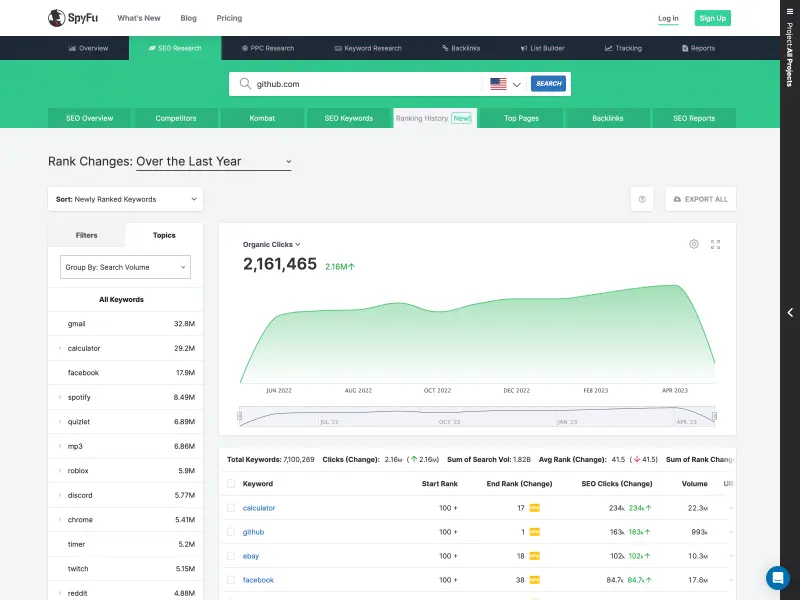 SpyFu What's New Blog Pricing Log in Sign Up
Project: All Projects
Overview SEO Research PPC Research Keyword Research Backlinks List Builder Tracking Reports
github.com SEARCH
SEO Overview Competitors Kombat SEO Keywords Ranking History New! Top Pages Backlinks SEO Reports
Rank Changes: Over the Last Year
Sort: Newly Ranked Keywords EXPORT ALL
Filters Topics
Group By: Search Volume
All Keywords
gmail 32.8M
calculator 29.2M
facebook 17.9M
spotify 8.49M
quizlet 6.89M
mp3 6.86M
roblox 5.9M
discord 5.77M
chrome 5.41M
timer 5.2M
twitch 5.15M
reddit 4.88M
Organic Clicks
2,161,465 2.16M↑
JUN 2022 AUG 2022 OCT 2022 DEC 2022 FEB 2023 APR 2023
JUL '22 OCT '22 JAN '23 APR '23
Total Keywords: 7,100,269 Clicks (Change): 2.16M (↑ 2.16M) Sum of Search Vol: 1.82B Avg Rank (Change): 41.5 (↓ 41.5) Sum of Rank Chang
Keyword Start Rank End Rank (Change) SEO Clicks (Change) Volume UR
calculator 100 + 17 234k 234k↑ 22.3M
github 100 + 1 163k 163k↑ 993k
ebay 100 + 18 102k 102k↑ 10.3M
facebook 100 + 38 84.7k 84.7k↑ 17.6M